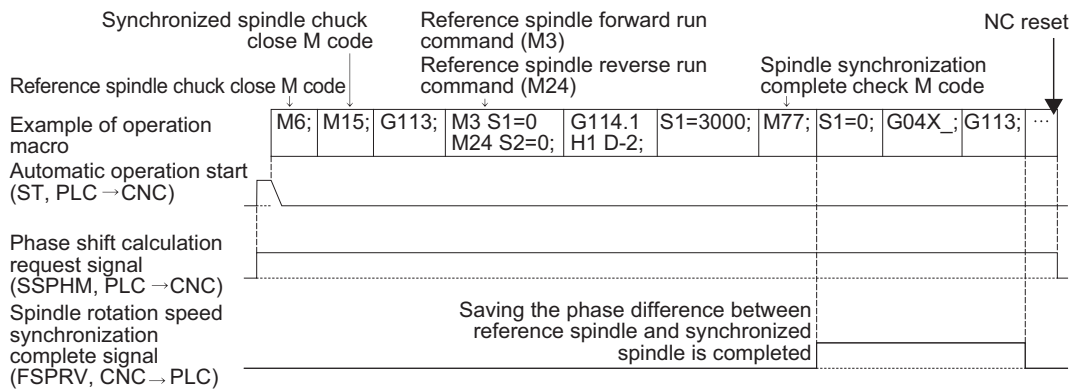 Synchronized spindle chuck
close M code
Reference spindle forward run
command (M3)
NC reset
Reference spindle chuck close M code
Reference spindle reverse run
command (M24)
Spindle synchronization
complete check M code
Example of operation
macro
M6; M15; G113; M3 S1=0 G114.1 S1=3000; M77; S1=0; G04X_; G113; ...
M24 S2=0; H1 D-2;
Automatic operation start
(ST, PLC →CNC)
Phase shift calculation
request signal
(SSPHM, PLC →CNC)
Spindle rotation speed
synchronization
complete signal
(FSPRV, CNC→PLC)
Saving the phase difference between
reference spindle and synchronized
spindle is completed